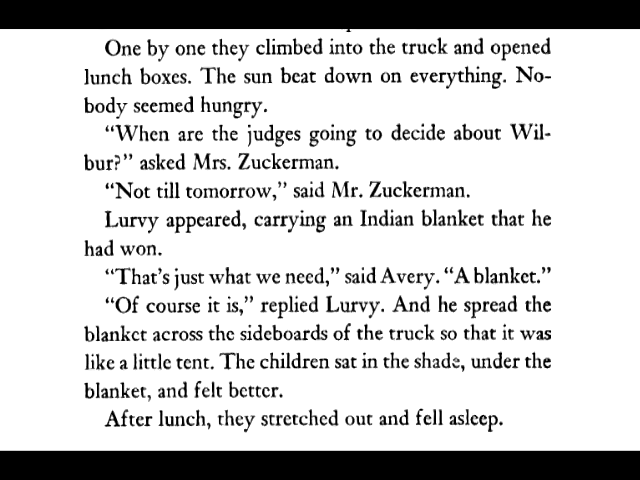 One by one they climbed into the truck and opened
lunch boxes. The sun beat down on everything. No-
body seemed hungry.
"When are the judges going to decide about Wil-
bur?" asked Mrs. Zuckerman.
"Not till tomorrow," said Mr. Zuckerman.
Lurvy appeared, carrying an Indian blanket that he
had won.
"That's just what we need," said Avery. "A blanket."
"Of course it is," replied Lurvy. And he spread the
blanket across the sideboards of the truck so that it was
like a little tent. The children sat in the shade, under the
blanket, and felt better.
After lunch, they stretched out and fell asleep.